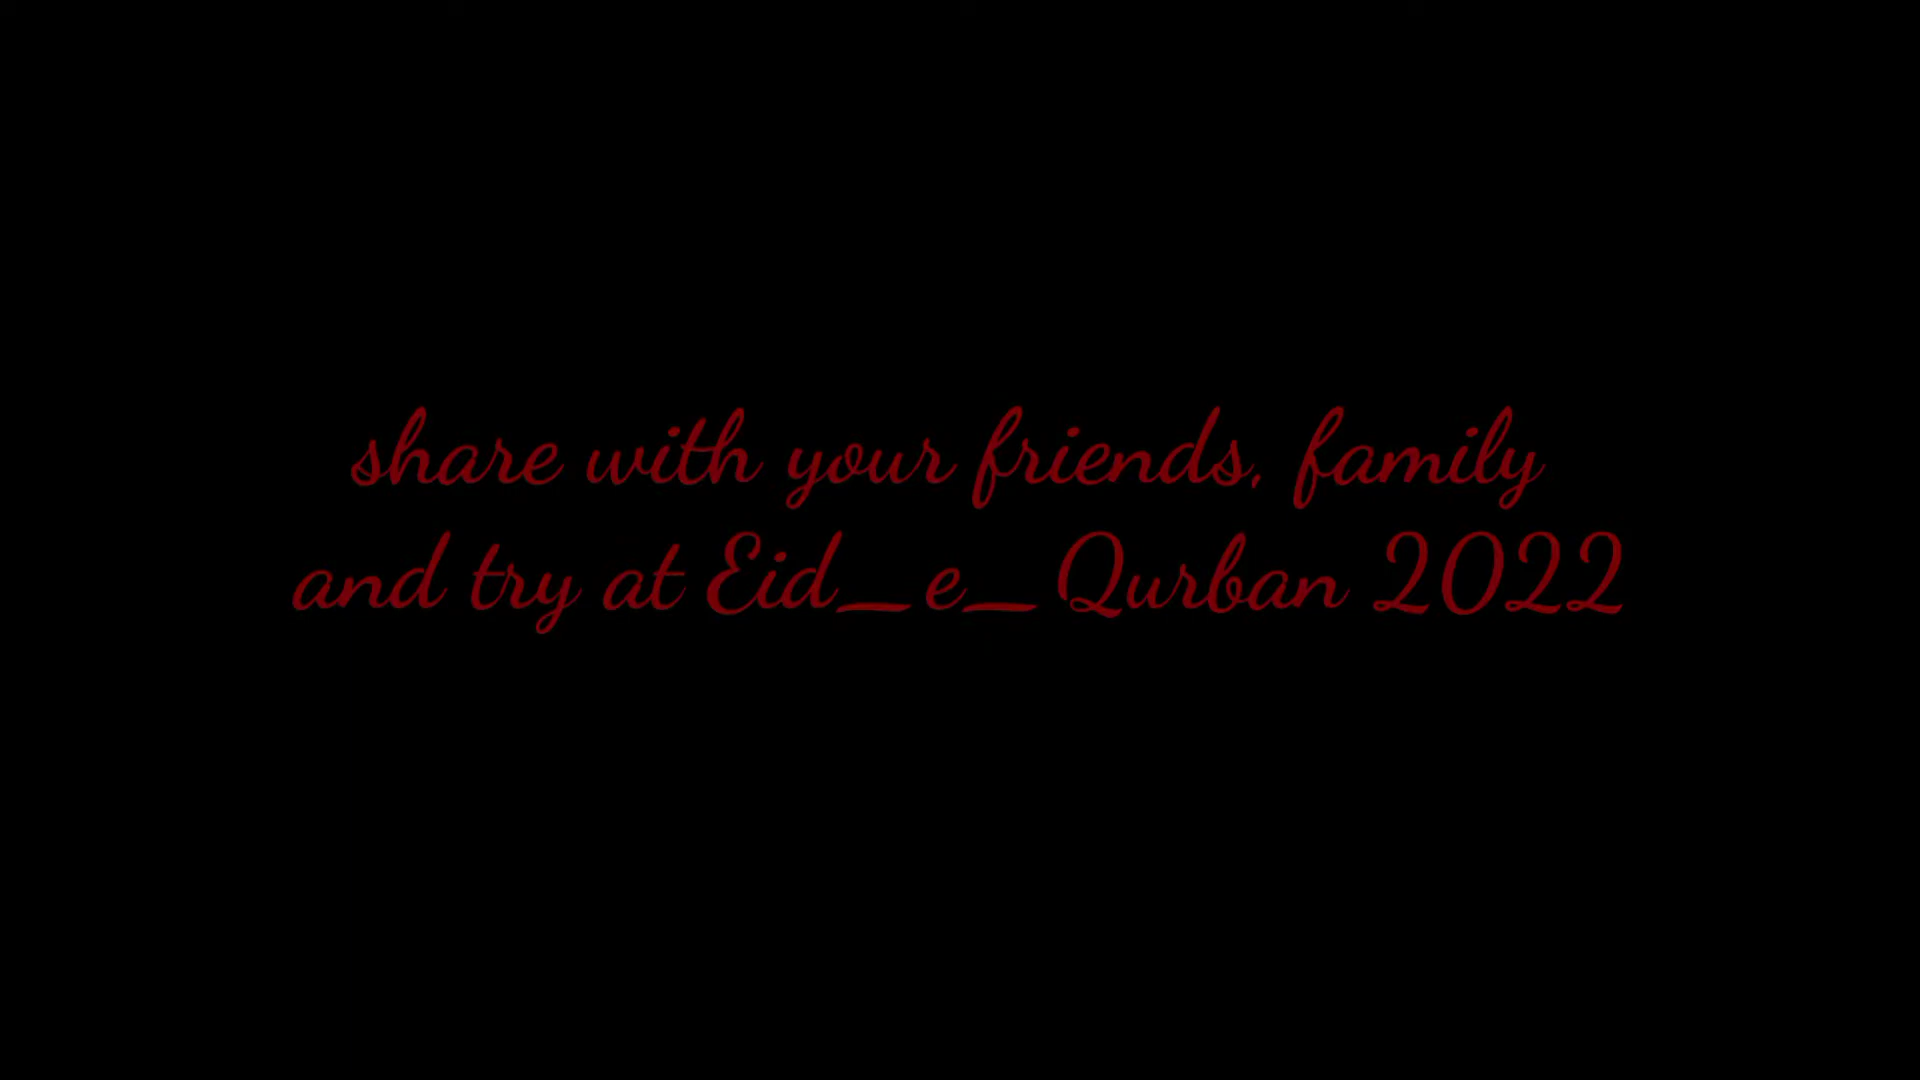 share with your friends, family
and try at Eid_e_Qurban 2022